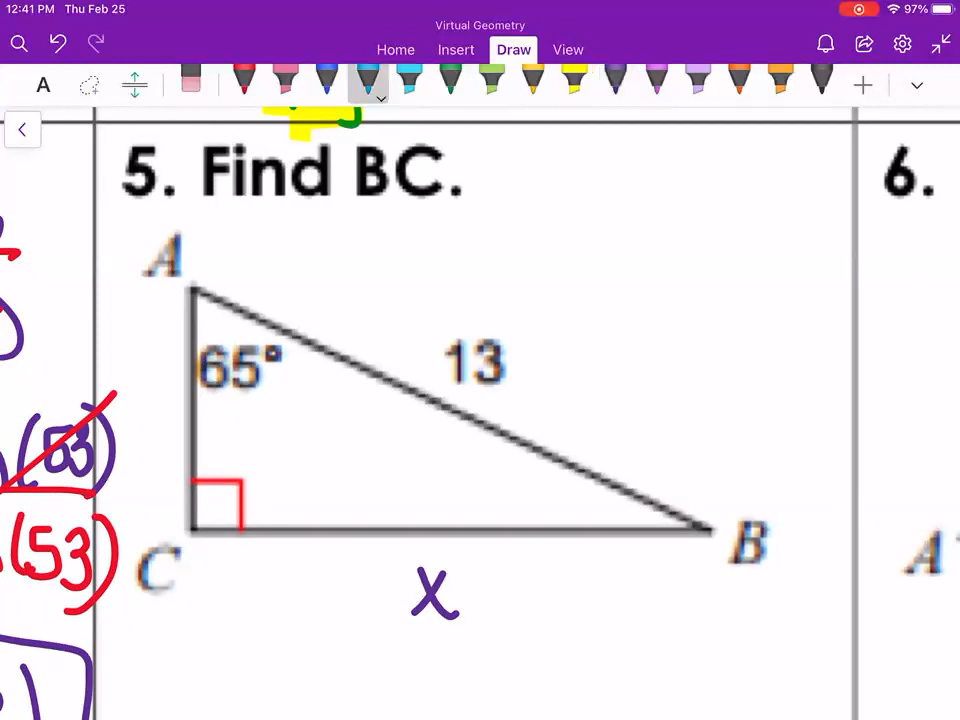 12:41 PM Thu Feb 25
97%
Virtual Geometry
Home Insert Draw View
A
5. Find BC.
6.
A
65°
13
(53)
(53)
C
B
A
x